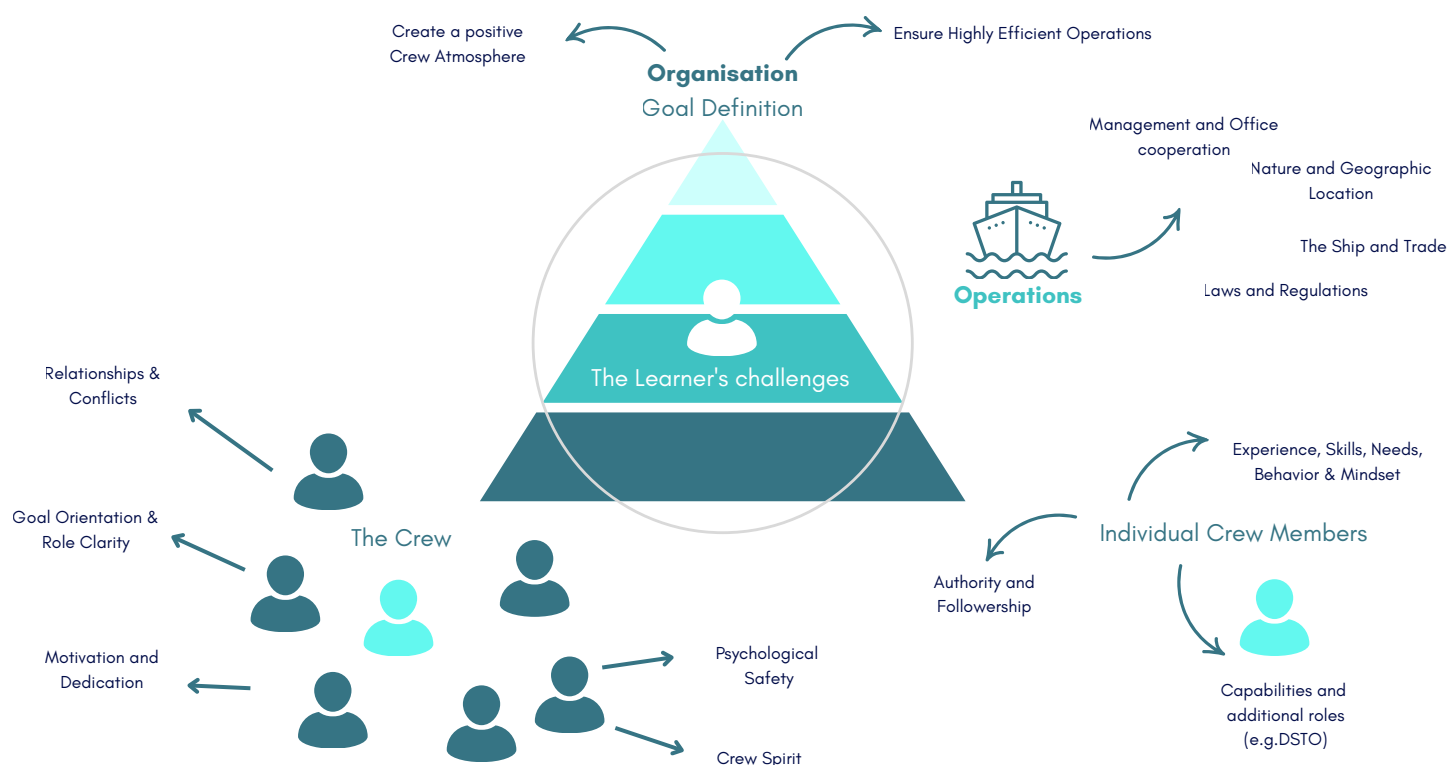 Create a positive
Crew Atmosphere
Ensure Highly Efficient Operations
Organisation
Goal Definition
Management and Office
cooperation
Nature and Geographic
Location
The Ship and Trade
Laws and Regulations
Operations
The Learner's challenges
Relationships &
Conflicts
Goal Orientation &
Role Clarity
Motivation and
Dedication
The Crew
Psychological
Safety
Crew Spirit
Experience, Skills, Needs,
Behavior & Mindset
Individual Crew Members
Authority and
Followership
Capabilities and
additional roles
(e.g.DSTO)